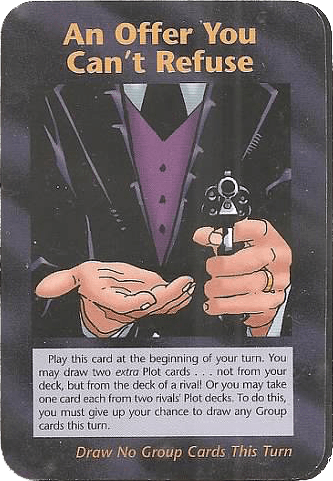 An Offer You
Can't Refuse
Play this card at the beginning of your turn. You
may draw two extra Plot cards . . . not from your
deck, but from the deck of a rival! Or you may take
one card each from two rivals' Plot decks. To do this,
you must give up your chance to draw any Group
cards this turn.
Draw No Group Cards This Turn